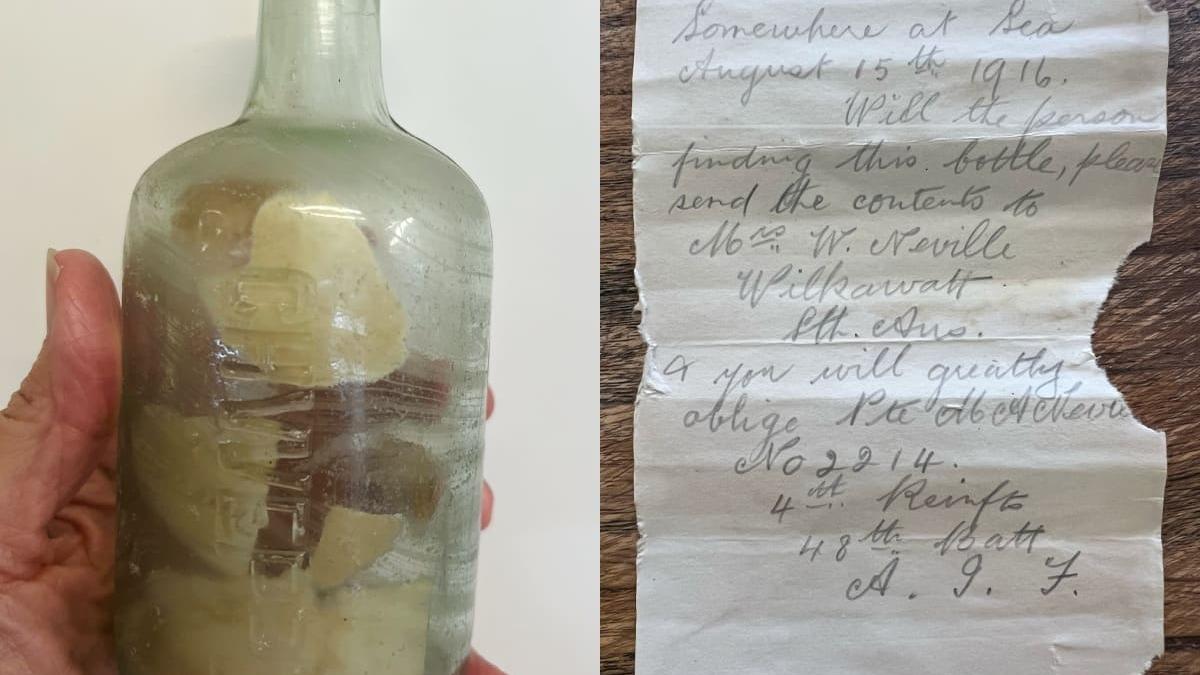 Somewhere at Sea
August 15th 1916.
Will the person
finding this bottle, please
send the contents to
Mrs W. Neville
Wilkawatt
Sth. Aus.
& you will greatly
oblige Pte M A Nevi
No 2214.
4th Reinfts
48th Batt
A. I. F.